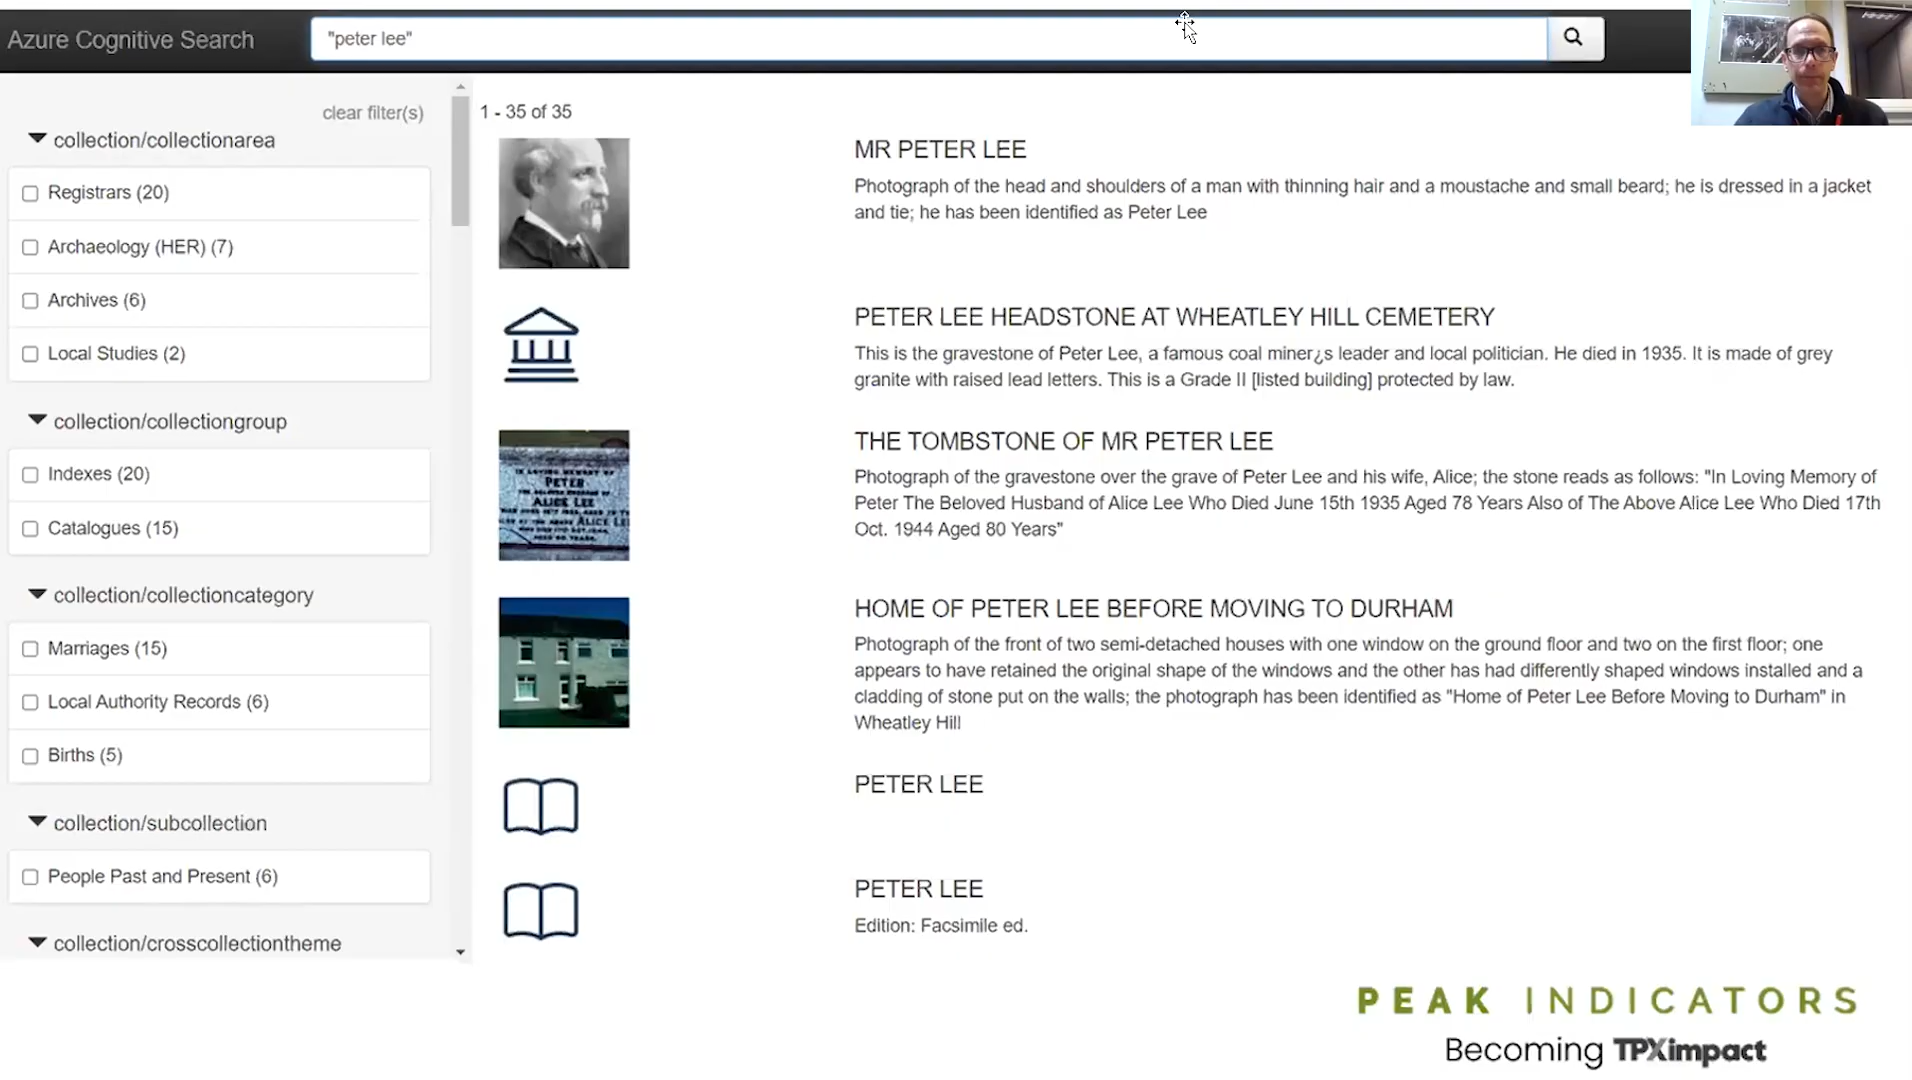 Azure Cognitive Search
"peter lee"
clear filter(s)
collection/collectionarea
Registrars (20)
Archaeology (HER) (7)
Archives (6)
Local Studies (2)
collection/collectiongroup
Indexes (20)
Catalogues (15)
collection/collectioncategory
Marriages (15)
Local Authority Records (6)
Births (5)
collection/subcollection
People Past and Present (6)
collection/crosscollectiontheme
1 - 35 of 35
MR PETER LEE
Photograph of the head and shoulders of a man with thinning hair and a moustache and small beard; he is dressed in a jacket
and tie; he has been identified as Peter Lee
PETER LEE HEADSTONE AT WHEATLEY HILL CEMETERY
This is the gravestone of Peter Lee, a famous coal miner¿s leader and local politician. He died in 1935. It is made of grey
granite with raised lead letters. This is a Grade II [listed building] protected by law.
IN LOVING MEMORY OF
PETER
ALICE LEE
THE TOMBSTONE OF MR PETER LEE
Photograph of the gravestone over the grave of Peter Lee and his wife, Alice; the stone reads as follows: "In Loving Memory of
Peter The Beloved Husband of Alice Lee Who Died June 15th 1935 Aged 78 Years Also of The Above Alice Lee Who Died 17th
Oct. 1944 Aged 80 Years"
HOME OF PETER LEE BEFORE MOVING TO DURHAM
Photograph of the front of two semi-detached houses with one window on the ground floor and two on the first floor; one
appears to have retained the original shape of the windows and the other has had differently shaped windows installed and a
cladding of stone put on the walls; the photograph has been identified as "Home of Peter Lee Before Moving to Durham" in
Wheatley Hill
PETER LEE
PETER LEE
Edition: Facsimile ed.
PEAK INDICATORS
Becoming TPXimpact